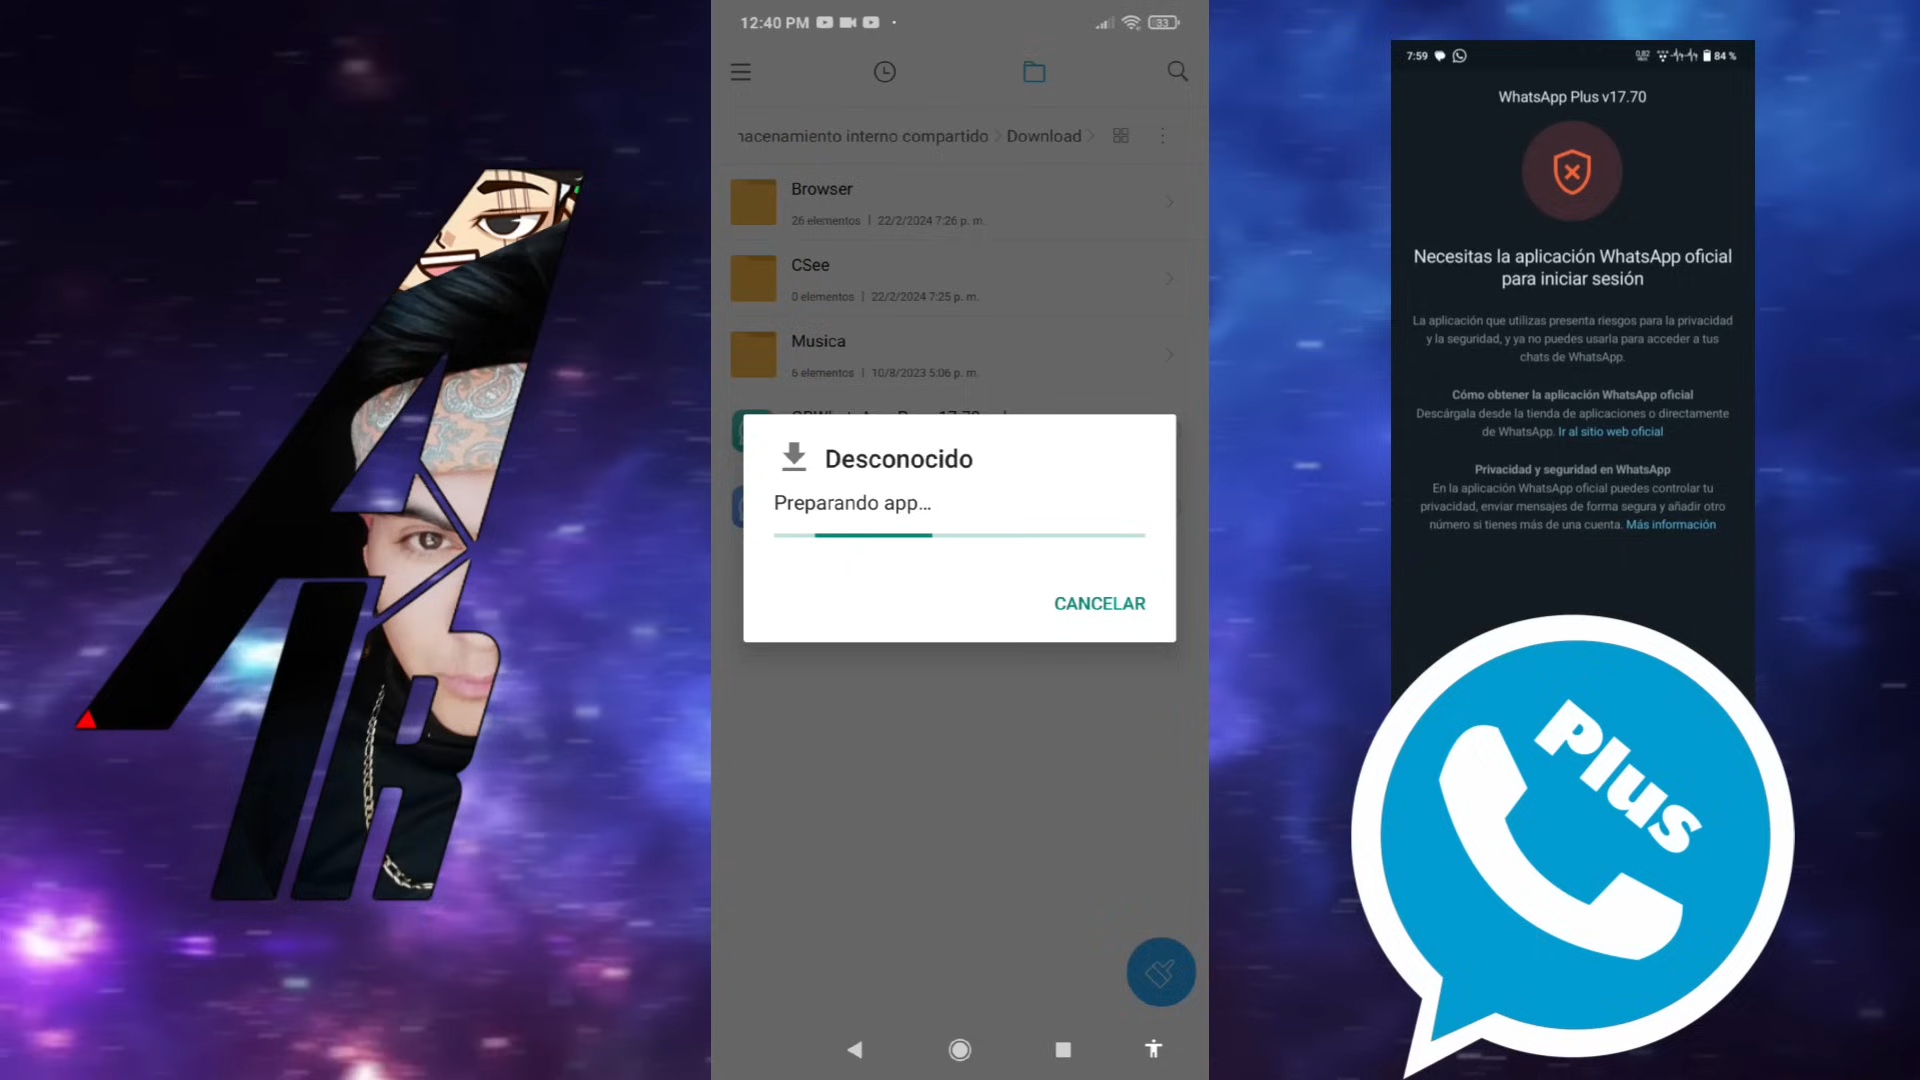 12:40 PM
33
macenamiento interno compartido
Download
Browser
26 elementos | 22/2/2024 7:26 p. m.
CSee
0 elementos | 22/2/2024 7:25 p. m.
Musica
6 elementos | 10/8/2023 5:06 p. m.
Desconocido
Preparando app...
CANCELAR
7:59
84 %
WhatsApp Plus v17.70
Necesitas la aplicación WhatsApp oficial
para iniciar sesión
La aplicación que utilizas presenta riesgos para la privacidad
y la seguridad, y ya no puedes usarla para acceder a tus
chats de WhatsApp.
Cómo obtener la aplicación WhatsApp oficial
Descárgala desde la tienda de aplicaciones o directamente
de WhatsApp. Ir al sitio web oficial
Privacidad y seguridad en WhatsApp
En la aplicación WhatsApp oficial puedes controlar tu
privacidad, enviar mensajes de forma segura y añadir otro
número si tienes más de una cuenta. Más información
Plus